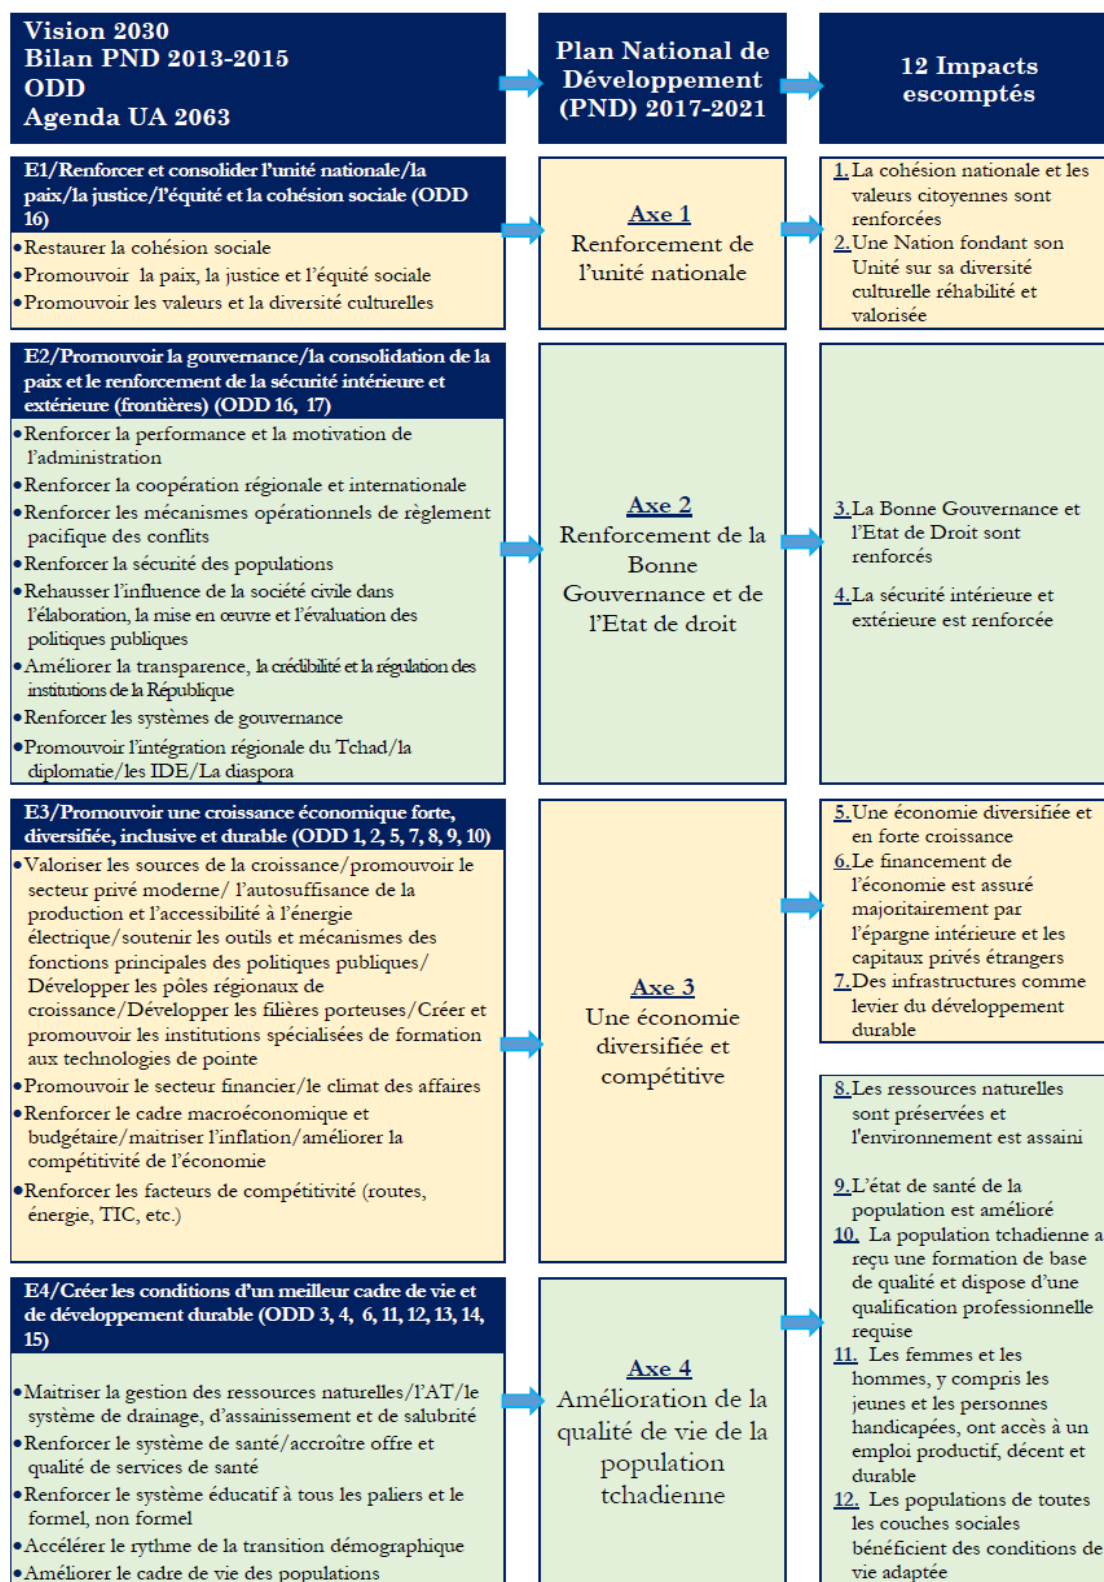 Vision 2030
Bilan PND 2013-2015
ODD
Agenda UA 2063
Plan National de
Développement
(PND) 2017-2021
12 Impacts
escomptés
E1/Renforcer et consolider l'unité nationale/la
paix/la justice/l'équité et la cohésion sociale (ODD
16)
•Restaurer la cohésion sociale
•Promouvoir la paix, la justice et l'équité sociale
•Promouvoir les valeurs et la diversité culturelles
Axe 1
Renforcement de
l'unité nationale
1. La cohésion nationale et les
valeurs citoyennes sont
renforcées
2. Une Nation fondant son
Unité sur sa diversité
culturelle réhabilité et
valorisée
E2/Promouvoir la gouvernance/la consolidation de la
paix et le renforcement de la sécurité intérieure et
extérieure (frontières) (ODD 16, 17)
•Renforcer la performance et la motivation de
l'administration
•Renforcer la coopération régionale et internationale
•Renforcer les mécanismes opérationnels de règlement
pacifique des conflits
•Renforcer la sécurité des populations
•Rehausser l'influence de la société civile dans
l'élaboration, la mise en œuvre et l'évaluation des
politiques publiques
•Améliorer la transparence, la crédibilité et la régulation des
institutions de la République
•Renforcer les systèmes de gouvernance
•Promouvoir l'intégration régionale du Tchad/la
diplomatie/les IDE/La diaspora
Axe 2
Renforcement de la
Bonne
Gouvernance et de
l'Etat de droit
3. La Bonne Gouvernance et
l'Etat de Droit sont
renforcés
4. La sécurité intérieure et
extérieure est renforcée
E3/Promouvoir une croissance économique forte,
diversifiée, inclusive et durable (ODD 1, 2, 5, 7, 8, 9, 10)
•Valoriser les sources de la croissance/promouvoir le
secteur privé moderne/ l'autosuffisance de la
production et l'accessibilité à l'énergie
électrique/soutenir les outils et mécanismes des
fonctions principales des politiques publiques/
Développer les pôles régionaux de
croissance/Développer les filières porteuses/Créer et
promouvoir les institutions spécialisées de formation
aux technologies de pointe
•Promouvoir le secteur financier/le climat des affaires
•Renforcer le cadre macroéconomique et
budgétaire/maitriser l'inflation/améliorer la
compétitivité de l'économie
•Renforcer les facteurs de compétitivité (routes,
énergie, TIC, etc.)
Axe 3
Une économie
diversifiée et
compétitive
5. Une économie diversifiée et
en forte croissance
6. Le financement de
l'économie est assuré
majoritairement par
l'épargne intérieure et les
capitaux privés étrangers
7. Des infrastructures comme
levier du développement
durable
E4/Créer les conditions d'un meilleur cadre de vie et
de développement durable (ODD 3, 4, 6, 11, 12, 13, 14,
15)
•Maitriser la gestion des ressources naturelles/l'AT/le
système de drainage, d'assainissement et de salubrité
•Renforcer le système de santé/accroître offre et
qualité de services de santé
•Renforcer le système éducatif à tous les paliers et le
formel, non formel
•Accélérer le rythme de la transition démographique
•Améliorer le cadre de vie des populations
Axe 4
Amélioration de la
qualité de vie de la
population
tchadienne
8. Les ressources naturelles
sont préservées et
l'environnement est assaini
9. L'état de santé de la
population est amélioré
10. La population tchadienne a
reçu une formation de base
de qualité et dispose d'une
qualification professionnelle
requise
11. Les femmes et les
hommes, y compris les
jeunes et les personnes
handicapées, ont accès à un
emploi productif, décent et
durable
12. Les populations de toutes
les couches sociales
bénéficient des conditions de
vie adaptée